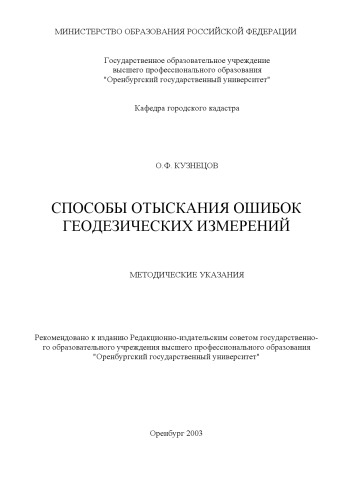 МИНИСТЕРСТВО ОБРАЗОВАНИЯ РОССИЙСКОЙ ФЕДЕРАЦИИ
Государственное образовательное учреждение
высшего профессионального образования
"Оренбургский государственный университет"
Кафедра городского кадастра
О.Ф. КУЗНЕЦОВ
СПОСОБЫ ОТЫСКАНИЯ ОШИБОК
ГЕОДЕЗИЧЕСКИХ ИЗМЕРЕНИЙ
МЕТОДИЧЕСКИЕ УКАЗАНИЯ
Рекомендовано к изданию Редакционно-издательским советом государственно-
го образовательного учреждения высшего профессионального образования
"Оренбургский государственный университет"
Оренбург 2003